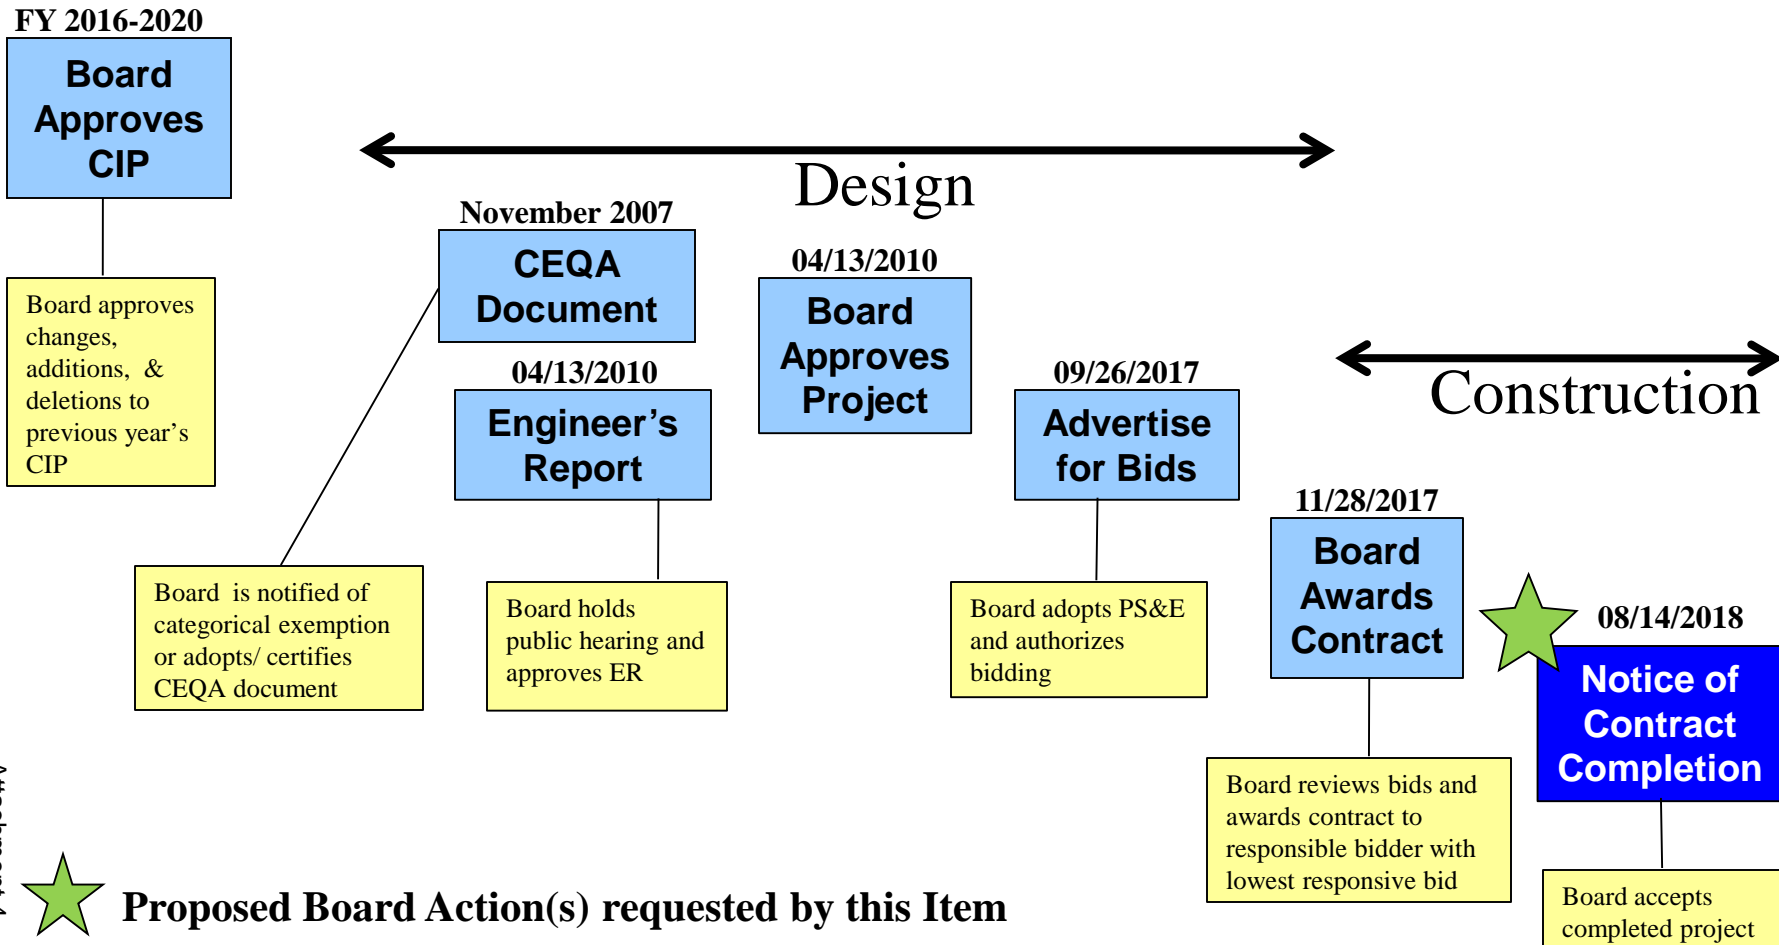 FY 2016-2020
Board
Approves
CIP
Board approves
changes,
additions, &
deletions to
previous year’s
CIP
Design
November 2007
CEQA
Document
Board is notified of
categorical exemption
or adopts/ certifies
CEQA document
04/13/2010
Engineer’s
Report
Board holds
public hearing and
approves ER
04/13/2010
Board
Approves
Project
09/26/2017
Advertise
for Bids
Board adopts PS&E
and authorizes
bidding
Construction
11/28/2017
Board
Awards
Contract
Board reviews bids and
awards contract to
responsible bidder with
lowest responsive bid
08/14/2018
Notice of
Contract
Completion
Board accepts
completed project
Proposed Board Action(s) requested by this Item